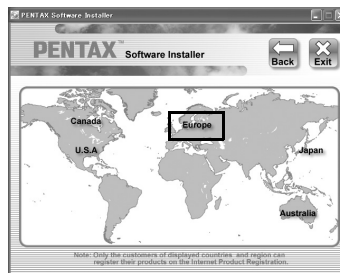 PENTAX Software Installer
PENTAX™ Software Installer
Back Exit
Canada
Europe
U.S.A
Japan
Australia
Note: Only the customers of displayed countries and region can
register their products on the Internet Product Registration.